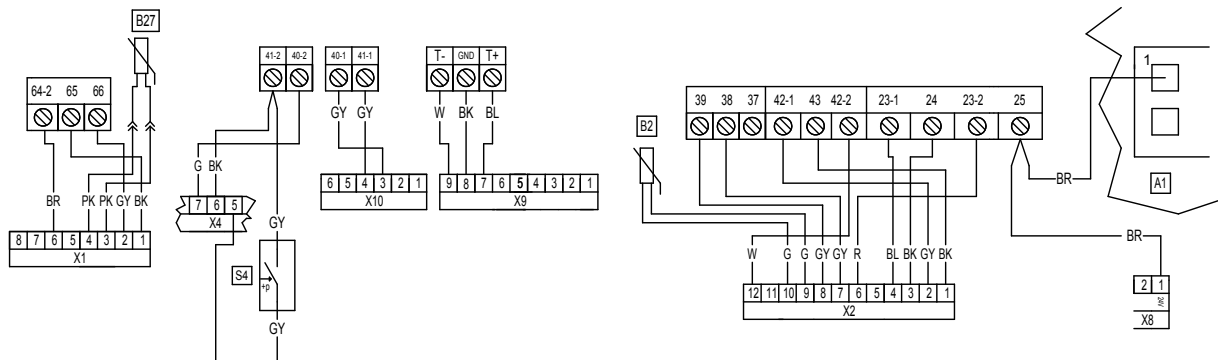 B27
41-2 40-2 40-1 41-1 T- GND T+
64-2 65 66
39 38 37 42-1 43 42-2 23-1 24 23-2 25
1
B2
GY GY W BK BL
G BK
BR
A1
6 5 4 3 2 1
X10
9 8 7 6 5 4 3 2 1
X9
BR PK PK GY BK
7 6 5
X4
GY
8 7 6 5 4 3 2 1
X1
BR
W G G GY GY R BL BK GY BK
S4
+p
12 11 10 9 8 7 6 5 4 3 2 1
X2
2 1
24V
X8
GY